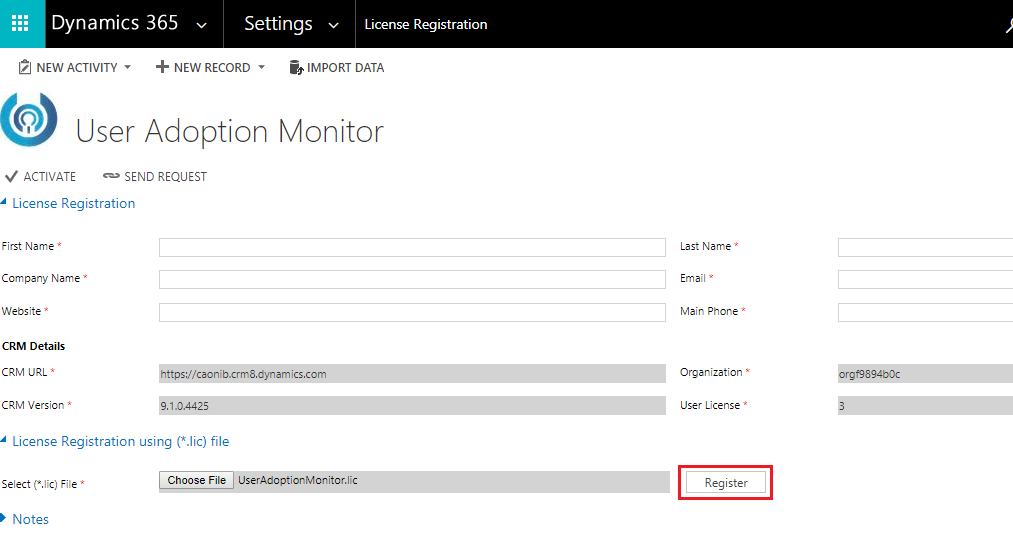 Dynamics 365 Settings License Registration
NEW ACTIVITY NEW RECORD IMPORT DATA
User Adoption Monitor
ACTIVATE SEND REQUEST
License Registration
First Name * Last Name *
Company Name * Email *
Website * Main Phone *
CRM Details
CRM URL * https://caonib.crm8.dynamics.com Organization * orgf9894b0c
CRM Version * 9.1.0.4425 User License * 3
License Registration using (*.lic) file
Select (*.lic) File * Choose File UserAdoptionMonitor.lic Register
Notes